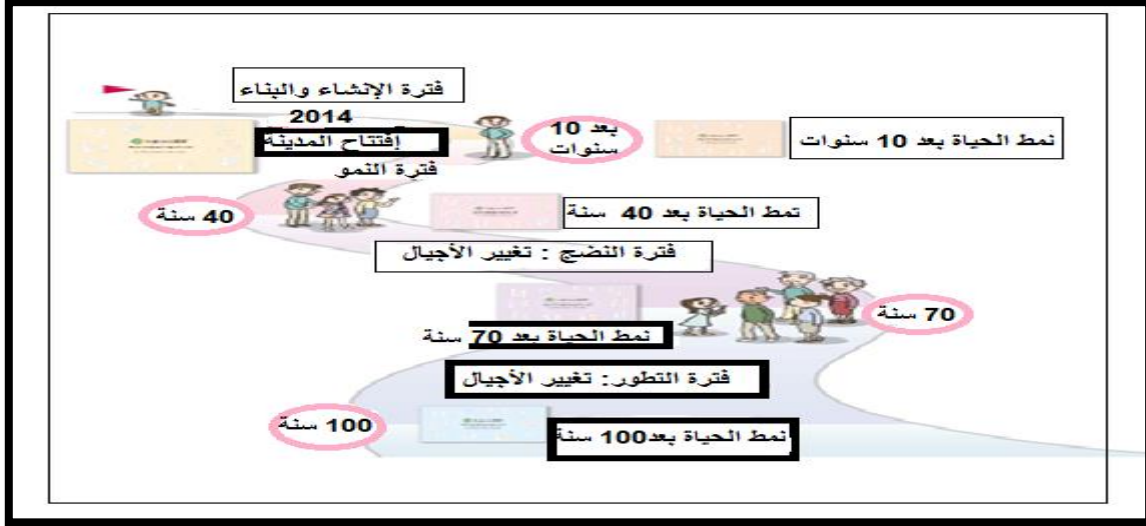 فترة الإنشاء والبناء
2014
إفتتاح المدينة
بعد 10
سنوات
نمط الحياة بعد 10 سنوات
فترة النمو
40 سنة
تمط الحياة بعد 40 سنة
فترة النضج : تغيير الأجيال
70 سنة
نمط الحياة بعد 70 سنة
فترة التطور: تغيير الأجيال
100 سنة
نمط الحياة بعد100 سنة